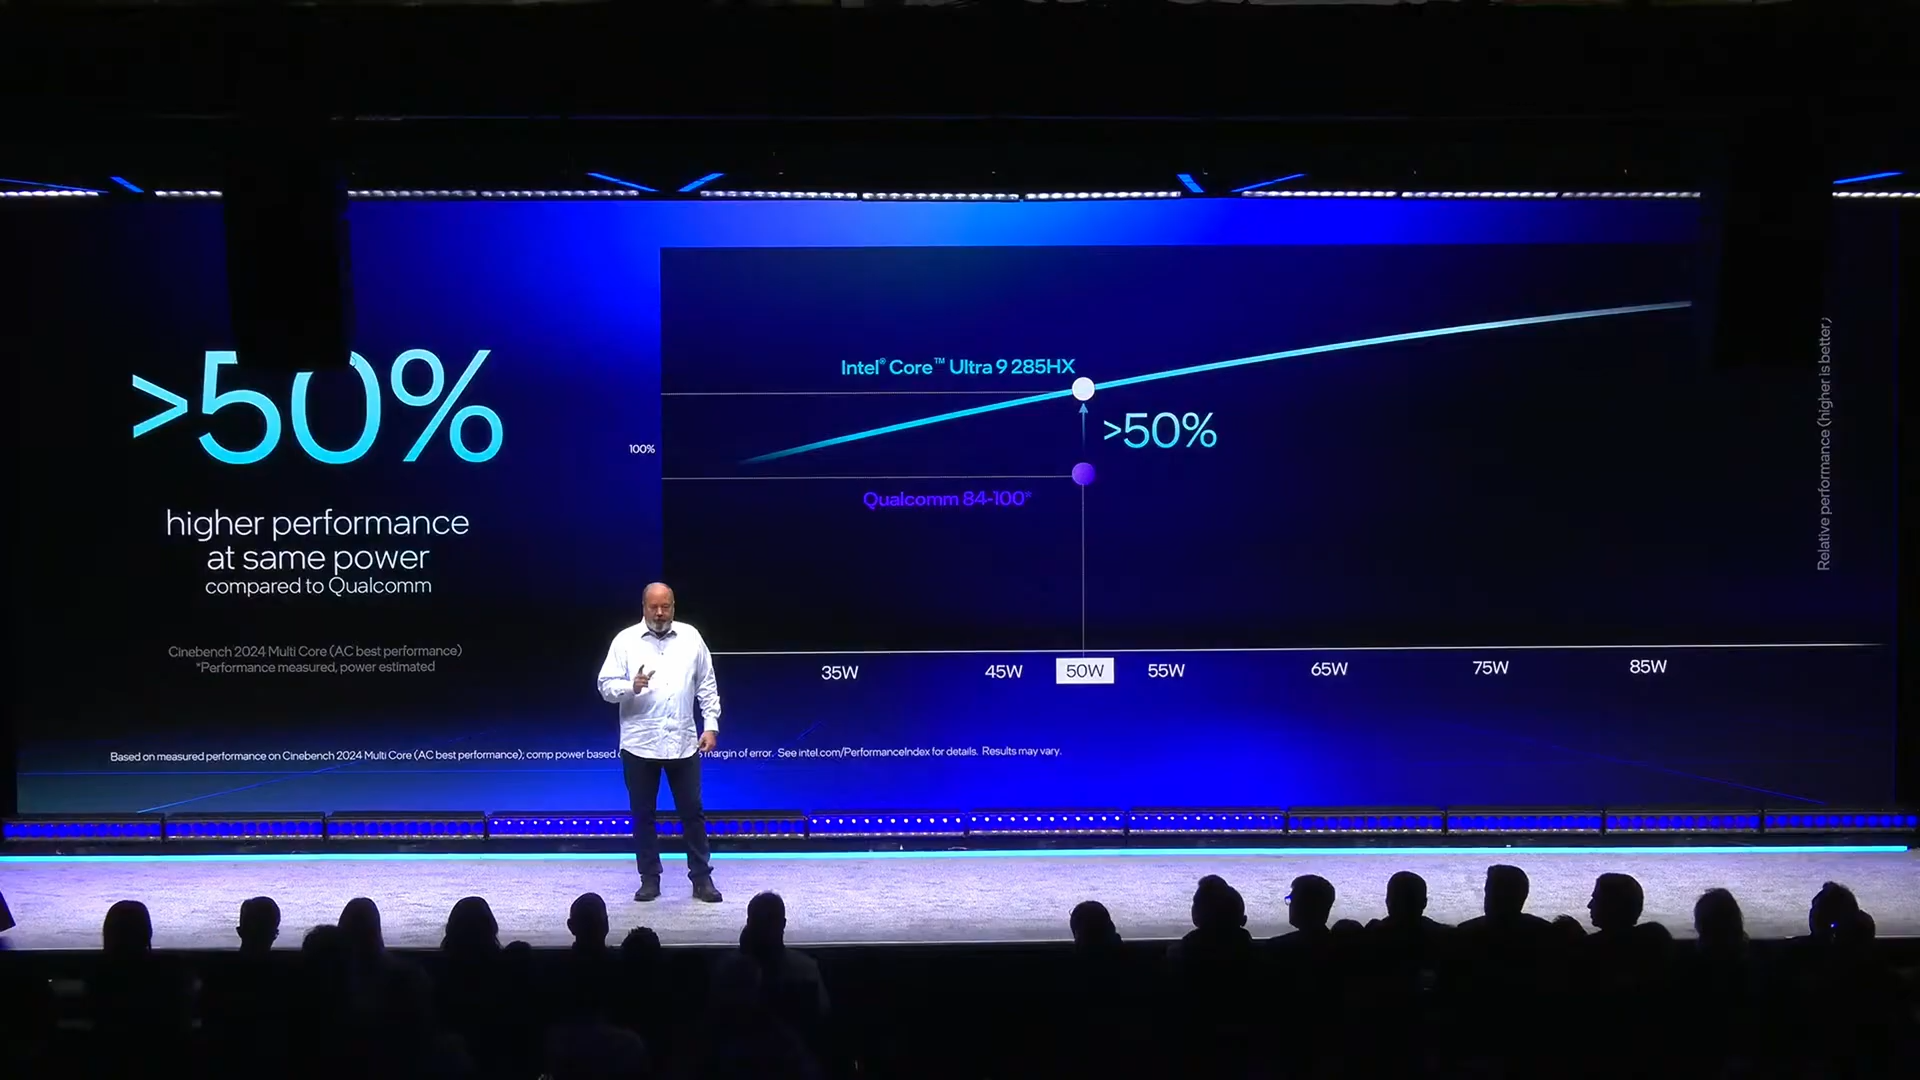 >50%
higher performance
at same power
compared to Qualcomm
Cinebench 2024 Multi Core (AC best performance)
*Performance measured, power estimated
Intel® Core™ Ultra 9 285HX
>50%
100%
Qualcomm 84-100*
Relative performance (higher is better)
35W 45W 50W 55W 65W 75W 85W
Based on measured performance on Cinebench 2024 Multi Core (AC best performance); comp power based margin of error. See intel.com/PerformanceIndex for details. Results may vary.